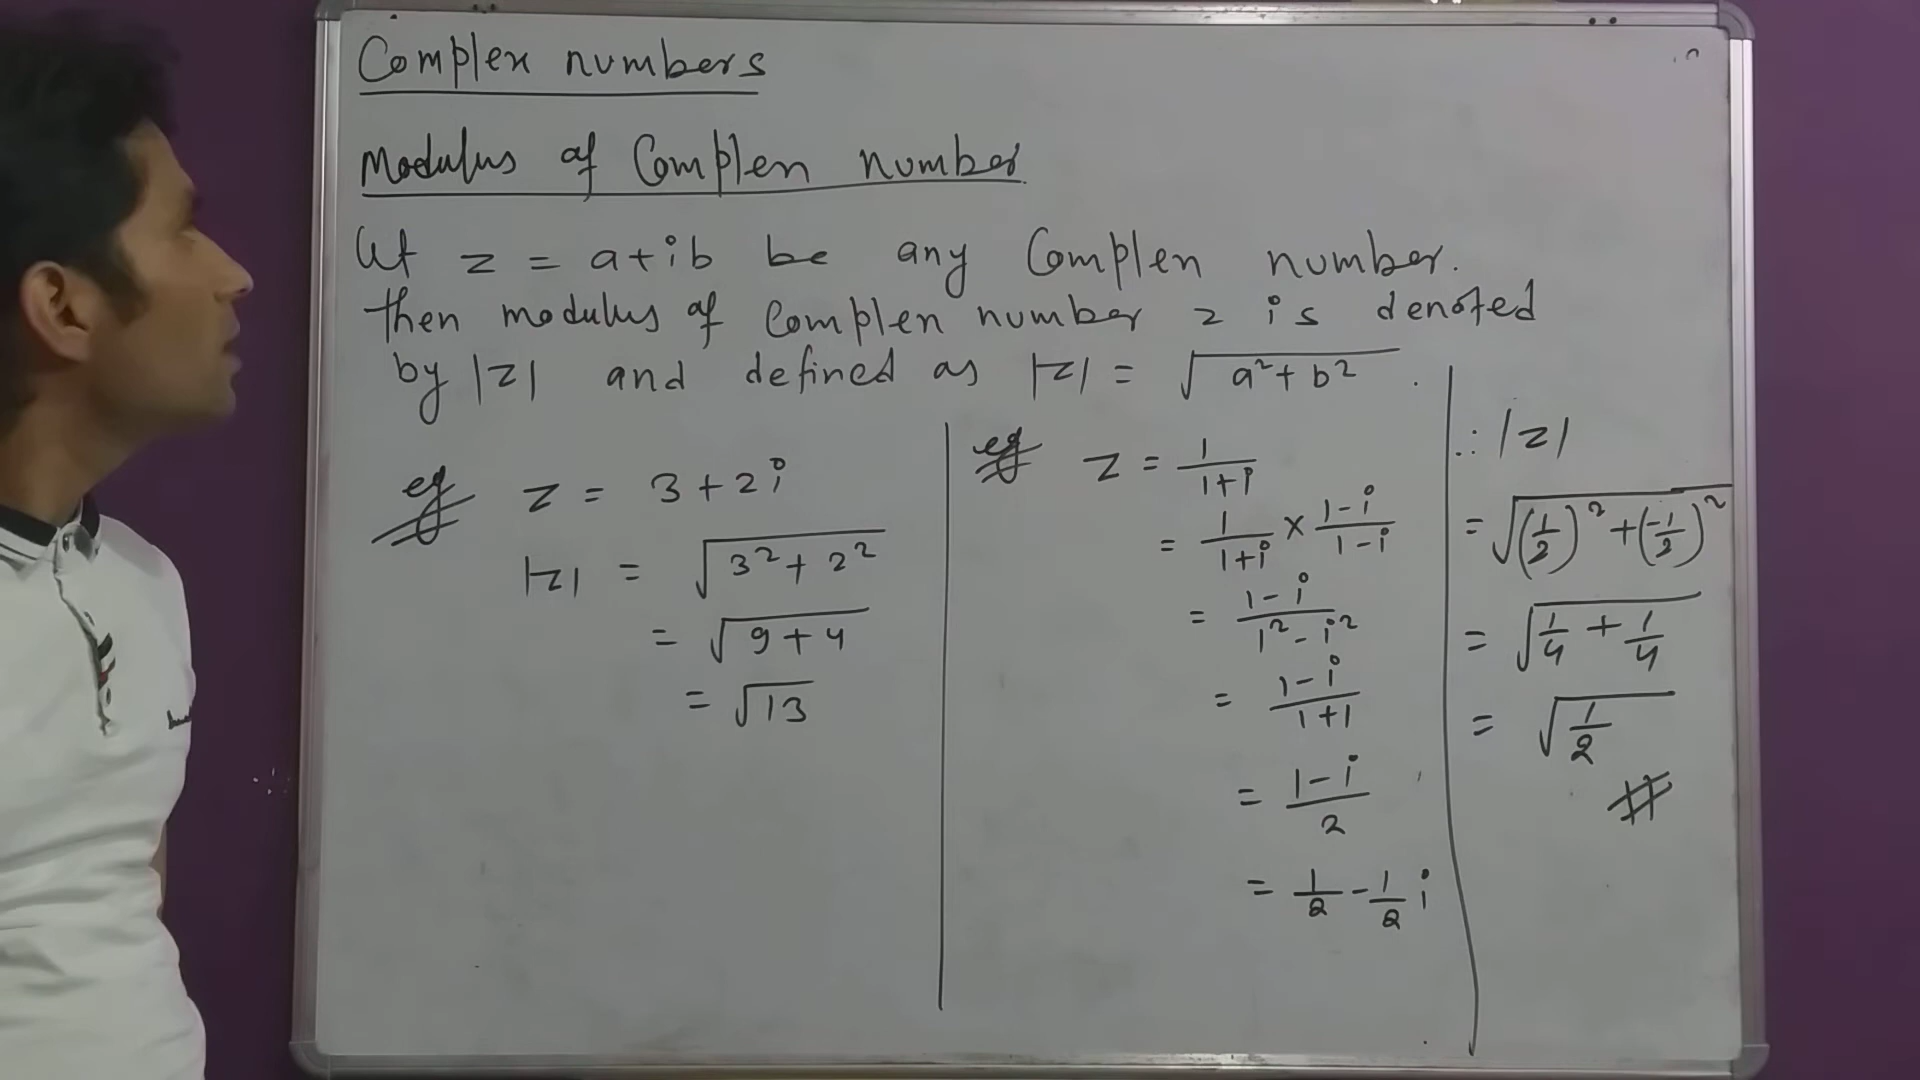 Complex numbers
Modulus of Complex number
Let z = a+ib be any Complex number.
then modulus of Complex number z is denoted
by |z| and defined as |z| = √(a²+b²).
eg z = 3+2i
|z| = √(3²+2²)
= √(9+4)
= √13
eg z = 1/(1+i)
= 1/(1+i) × (1-i)/(1-i)
= (1-i)/(1²-i²)
= (1-i)/(1+1)
= (1-i)/2
= 1/2 - 1/2 i
∴ |z|
= √((1/2)²+(-1/2)²)
= √(1/4+1/4)
= √(1/2)
#